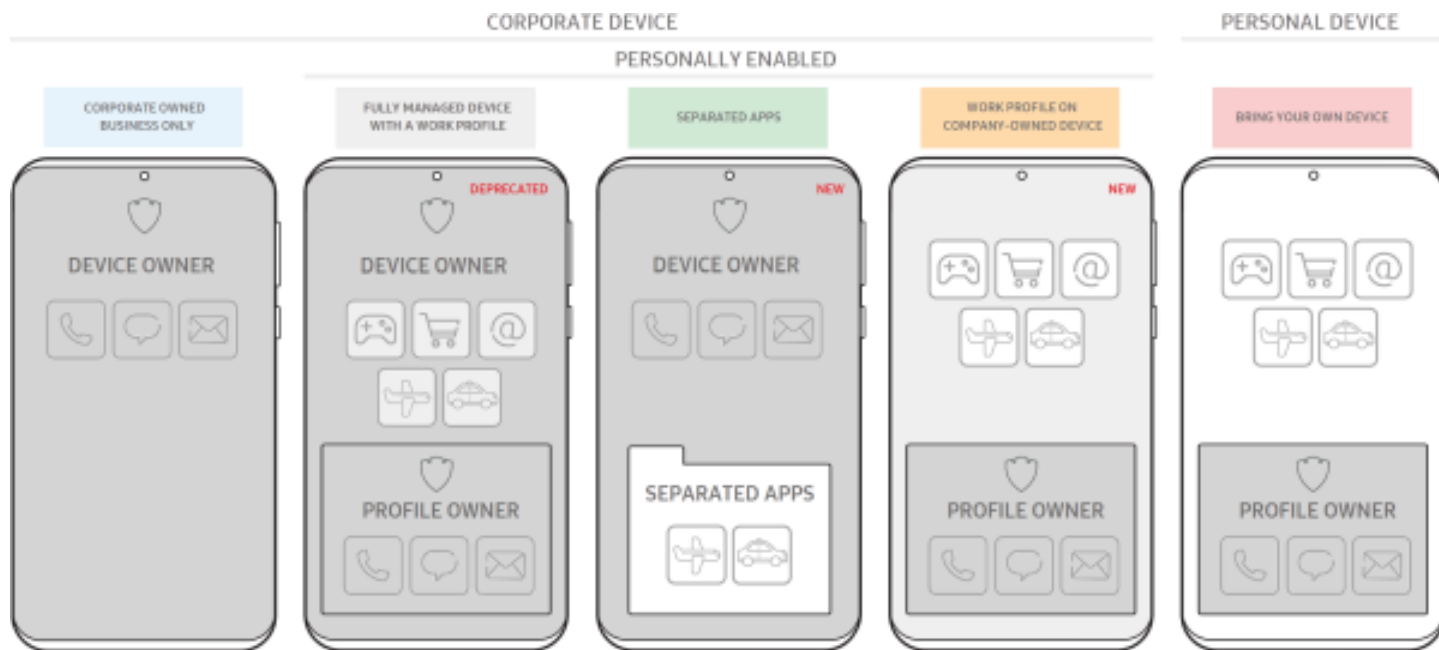 CORPORATE DEVICE
PERSONAL DEVICE
PERSONALLY ENABLED
CORPORATE OWNED
BUSINESS ONLY
FULLY MANAGED DEVICE
WITH A WORK PROFILE
SEPARATED APPS
WORK PROFILE ON
COMPANY-OWNED DEVICE
BRING YOUR OWN DEVICE
DEVICE OWNER
DEPRECATED
DEVICE OWNER
@
PROFILE OWNER
NEW
DEVICE OWNER
SEPARATED APPS
NEW
@
PROFILE OWNER
@
PROFILE OWNER